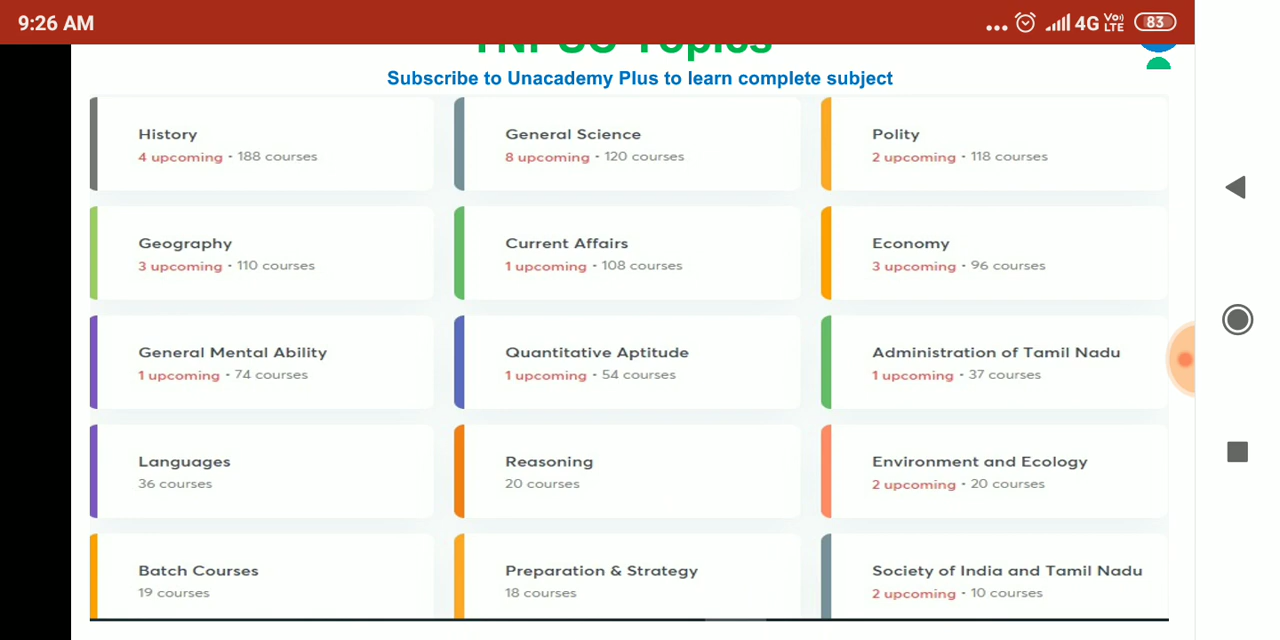 9:26 AM
4G Vo) LTE 83
TNPSC Topics
Subscribe to Unacademy Plus to learn complete subject
History
4 upcoming · 188 courses
General Science
8 upcoming · 120 courses
Polity
2 upcoming · 118 courses
Geography
3 upcoming · 110 courses
Current Affairs
1 upcoming · 108 courses
Economy
3 upcoming · 96 courses
General Mental Ability
1 upcoming · 74 courses
Quantitative Aptitude
1 upcoming · 54 courses
Administration of Tamil Nadu
1 upcoming · 37 courses
Languages
36 courses
Reasoning
20 courses
Environment and Ecology
2 upcoming · 20 courses
Batch Courses
19 courses
Preparation & Strategy
18 courses
Society of India and Tamil Nadu
2 upcoming · 10 courses